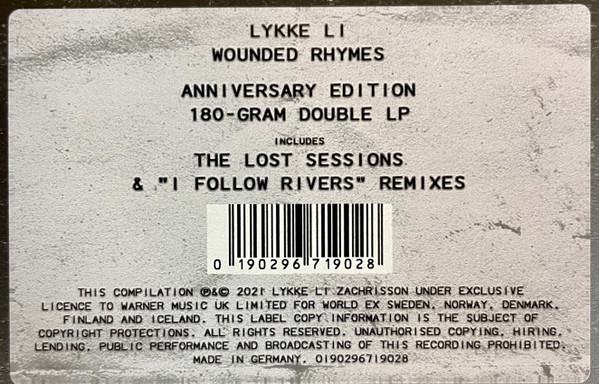 LYKKE LI
WOUNDED RHYMES
ANNIVERSARY EDITION
180-GRAM DOUBLE LP
INCLUDES
THE LOST SESSIONS
& "I FOLLOW RIVERS" REMIXES
0 190296 719028
THIS COMPILATION ℗&© 2021 LYKKE LI ZACHRISSON UNDER EXCLUSIVE
LICENCE TO WARNER MUSIC UK LIMITED FOR WORLD EX SWEDEN, NORWAY, DENMARK,
FINLAND AND ICELAND. THIS LABEL COPY INFORMATION IS THE SUBJECT OF
COPYRIGHT PROTECTIONS. ALL RIGHTS RESERVED. UNAUTHORISED COPYING, HIRING,
LENDING, PUBLIC PERFORMANCE AND BROADCASTING OF THIS RECORDING PROHIBITED.
MADE IN GERMANY. 0190296719028